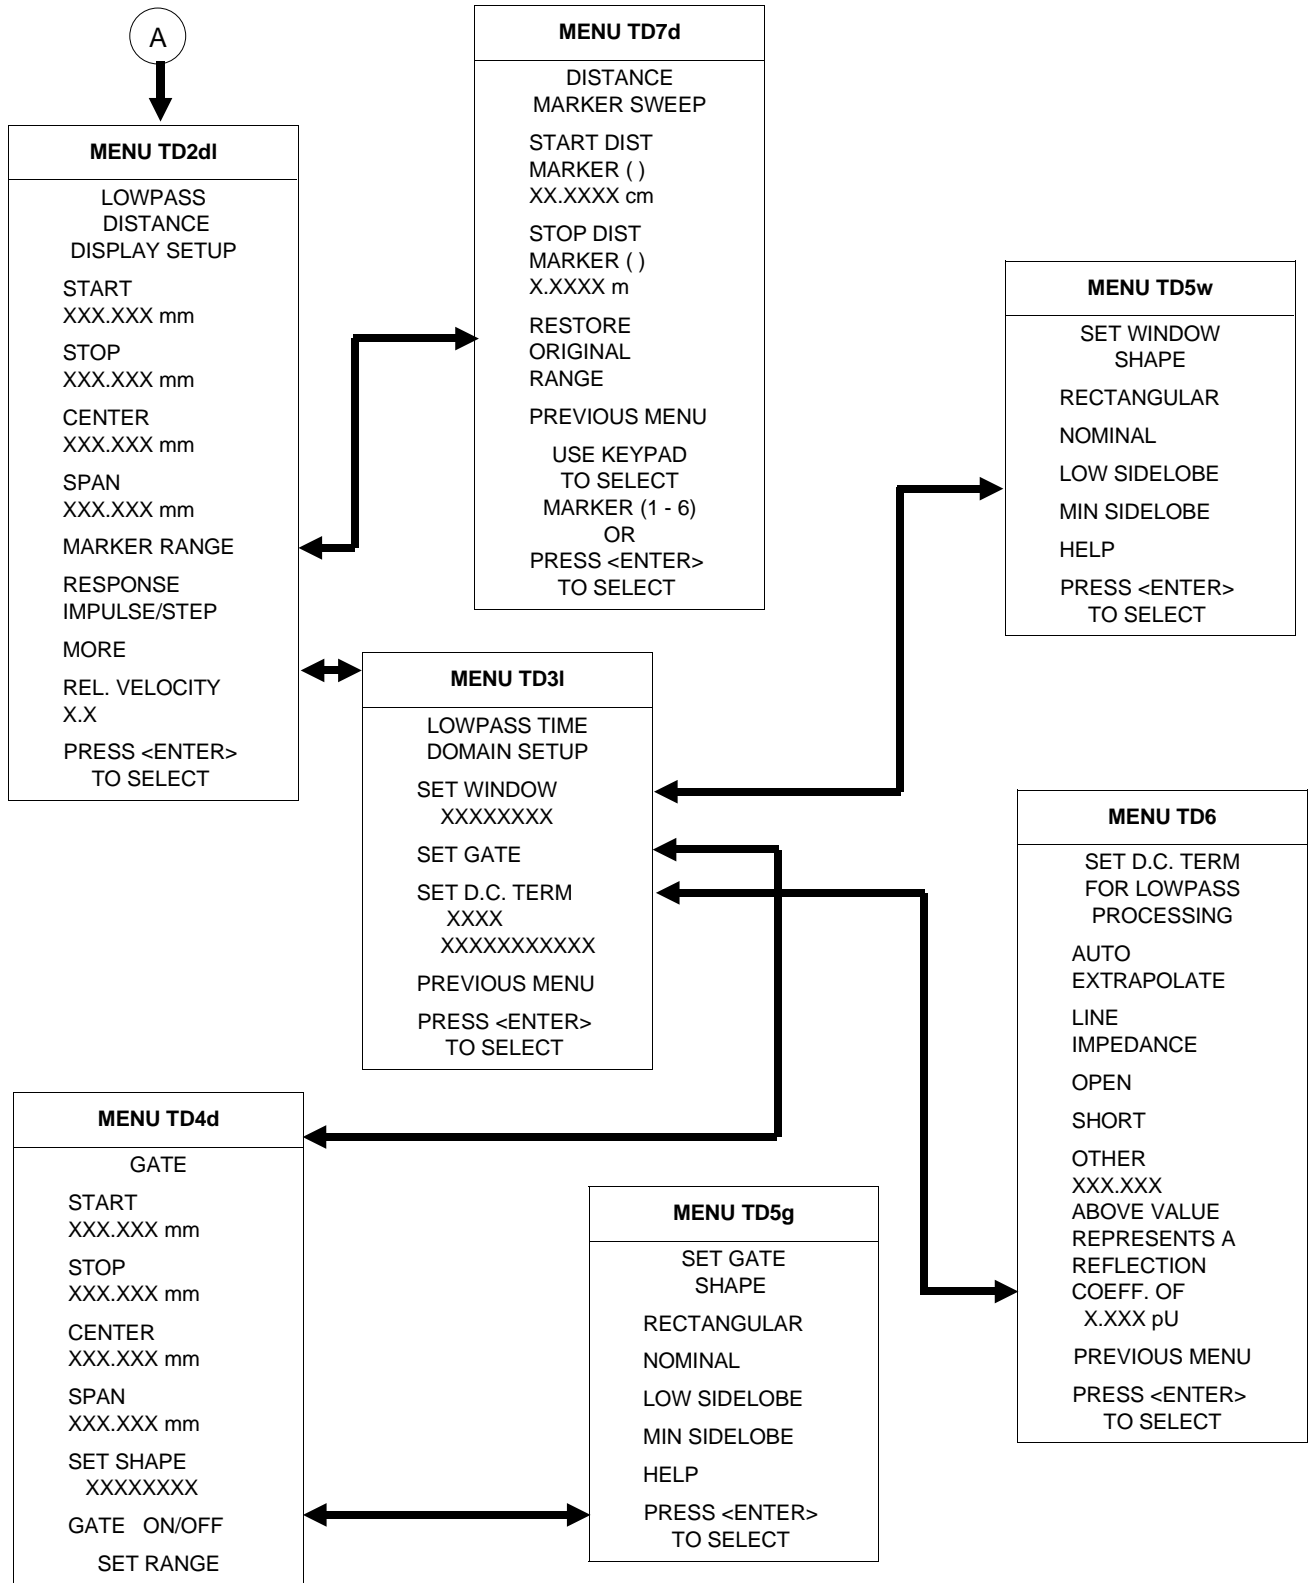 A
MENU TD2dl
LOWPASS
DISTANCE
DISPLAY SETUP
START
XXX.XXX mm
STOP
XXX.XXX mm
CENTER
XXX.XXX mm
SPAN
XXX.XXX mm
MARKER RANGE
RESPONSE
IMPULSE/STEP
MORE
REL. VELOCITY
X.X
PRESS <ENTER>
TO SELECT
MENU TD7d
DISTANCE
MARKER SWEEP
START DIST
MARKER ( )
XX.XXXX cm
STOP DIST
MARKER ( )
X.XXXX m
RESTORE
ORIGINAL
RANGE
PREVIOUS MENU
USE KEYPAD
TO SELECT
MARKER (1 - 6)
OR
PRESS <ENTER>
TO SELECT
MENU TD5w
SET WINDOW
SHAPE
RECTANGULAR
NOMINAL
LOW SIDELOBE
MIN SIDELOBE
HELP
PRESS <ENTER>
TO SELECT
MENU TD3l
LOWPASS TIME
DOMAIN SETUP
SET WINDOW
XXXXXXXX
SET GATE
SET D.C. TERM
XXXX
XXXXXXXXXXX
PREVIOUS MENU
PRESS <ENTER>
TO SELECT
MENU TD6
SET D.C. TERM
FOR LOWPASS
PROCESSING
AUTO
EXTRAPOLATE
LINE
IMPEDANCE
OPEN
SHORT
OTHER
XXX.XXX
ABOVE VALUE
REPRESENTS A
REFLECTION
COEFF. OF
X.XXX pU
PREVIOUS MENU
PRESS <ENTER>
TO SELECT
MENU TD4d
GATE
START
XXX.XXX mm
STOP
XXX.XXX mm
CENTER
XXX.XXX mm
SPAN
XXX.XXX mm
SET SHAPE
XXXXXXXX
GATE ON/OFF
SET RANGE
MENU TD5g
SET GATE
SHAPE
RECTANGULAR
NOMINAL
LOW SIDELOBE
MIN SIDELOBE
HELP
PRESS <ENTER>
TO SELECT